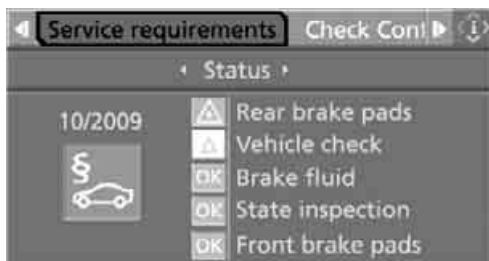 Service requirements Check Cont
Status
10/2009
Rear brake pads
Vehicle check
OK Brake fluid
§ OK State inspection
OK Front brake pads